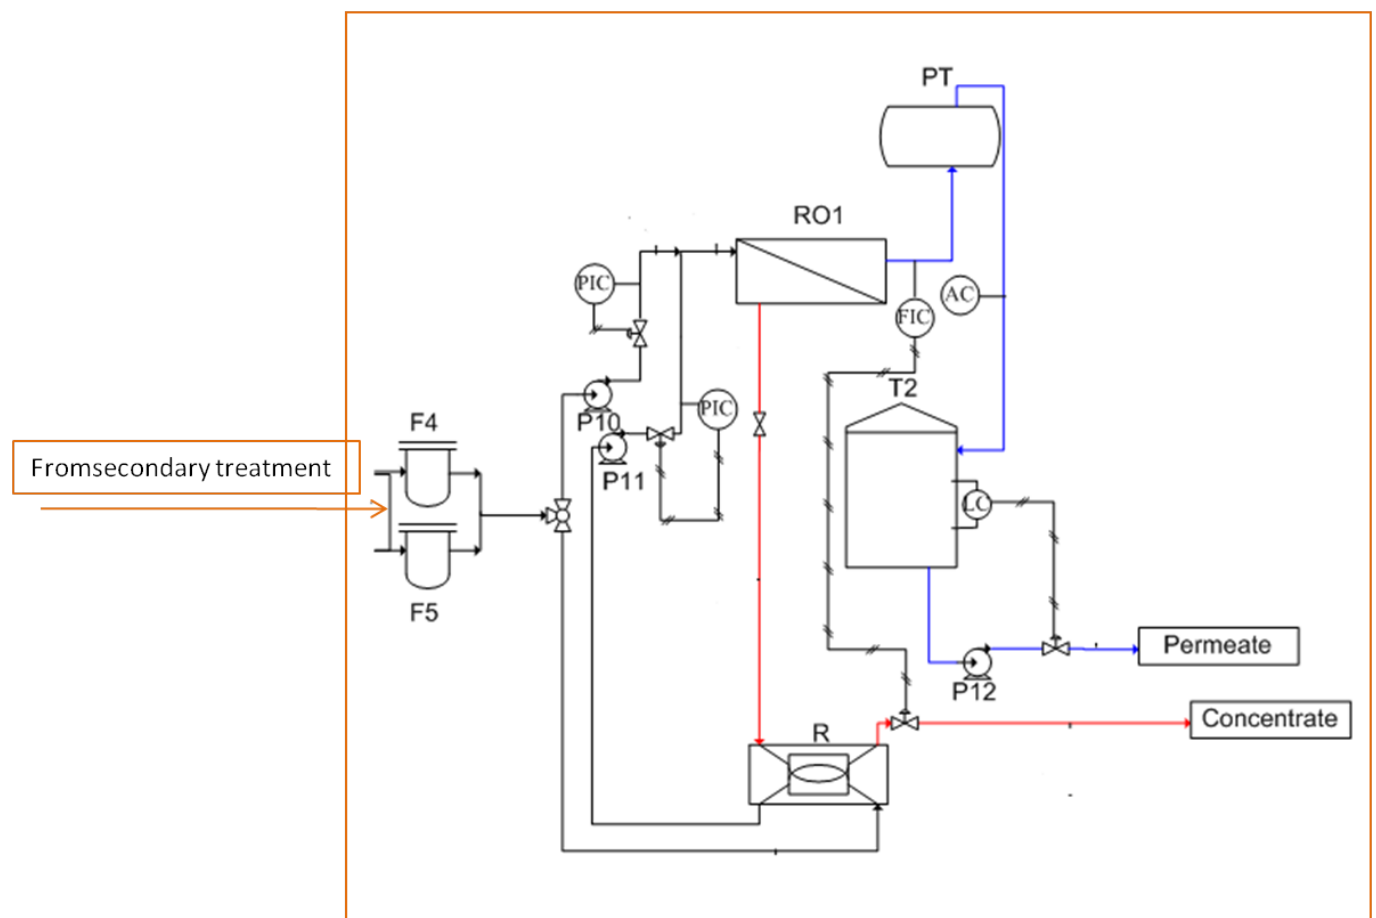 PT
RO1
PIC
AC
FIC
T2
PIC
P10
F4
Fromsecondary treatment
P11
LC
F5
Permeate
P12
Concentrate
R